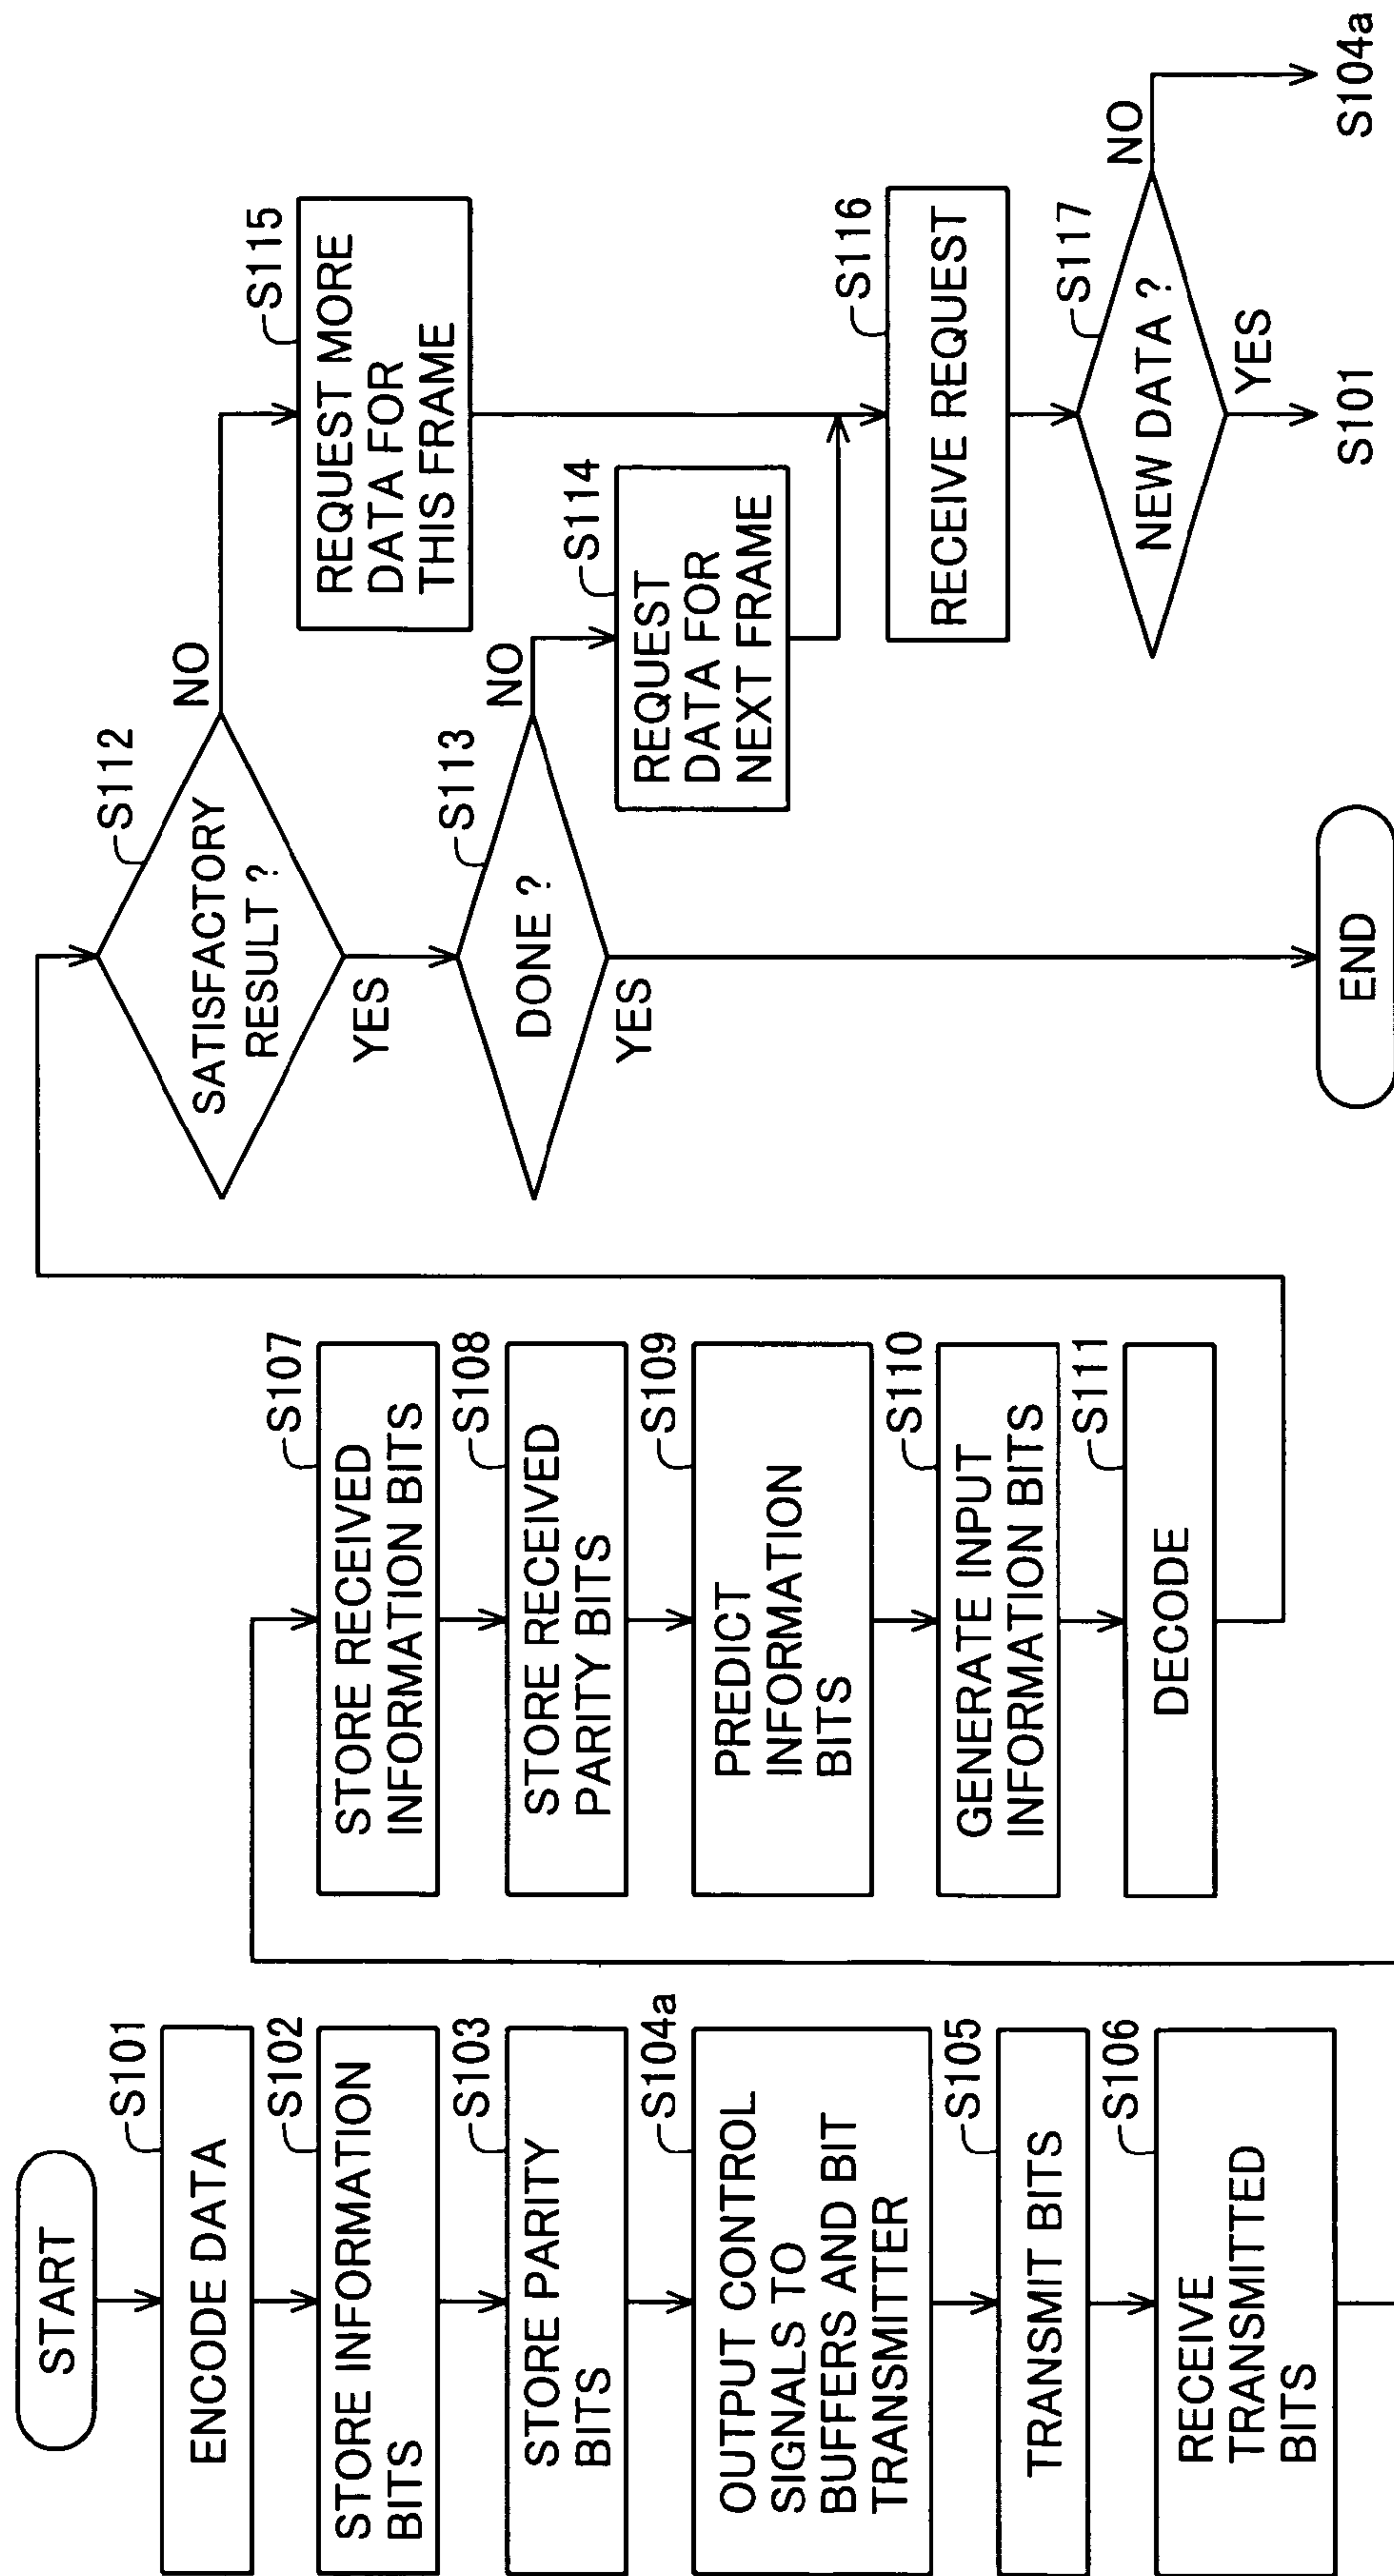 START
S101
ENCODE DATA
S102
STORE INFORMATION
BITS
S103
STORE PARITY
BITS
S104a
OUTPUT CONTROL
SIGNALS TO
BUFFERS AND BIT
TRANSMITTER
S105
TRANSMIT BITS
S106
RECEIVE
TRANSMITTED
BITS
S107
STORE RECEIVED
INFORMATION BITS
S108
STORE RECEIVED
PARITY BITS
S109
PREDICT
INFORMATION
BITS
S110
GENERATE INPUT
INFORMATION BITS
S111
DECODE
S112
SATISFACTORY
RESULT ?
NO
YES
S113
DONE ?
NO
YES
S114
REQUEST
DATA FOR
NEXT FRAME
S115
REQUEST MORE
DATA FOR
THIS FRAME
S116
RECEIVE REQUEST
S117
NEW DATA ?
NO
YES
END
S101
S104a